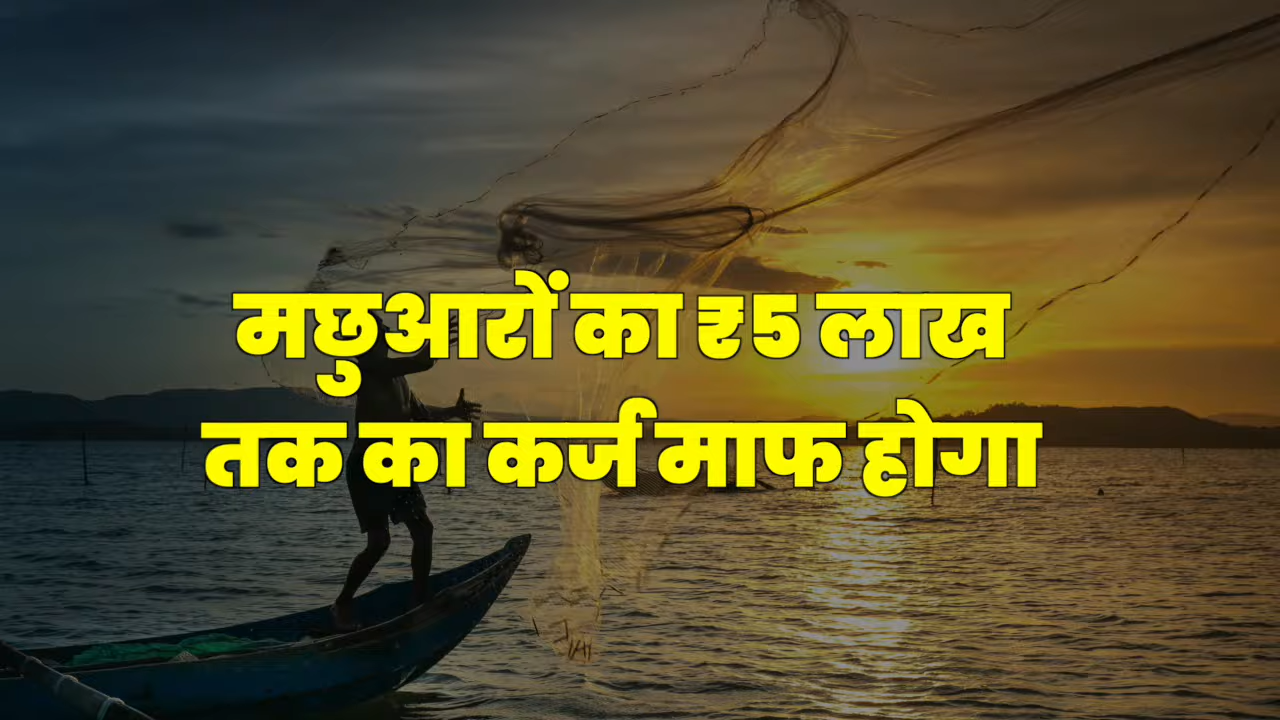 मछुआरों का ₹5 लाख
तक का कर्ज माफ होगा